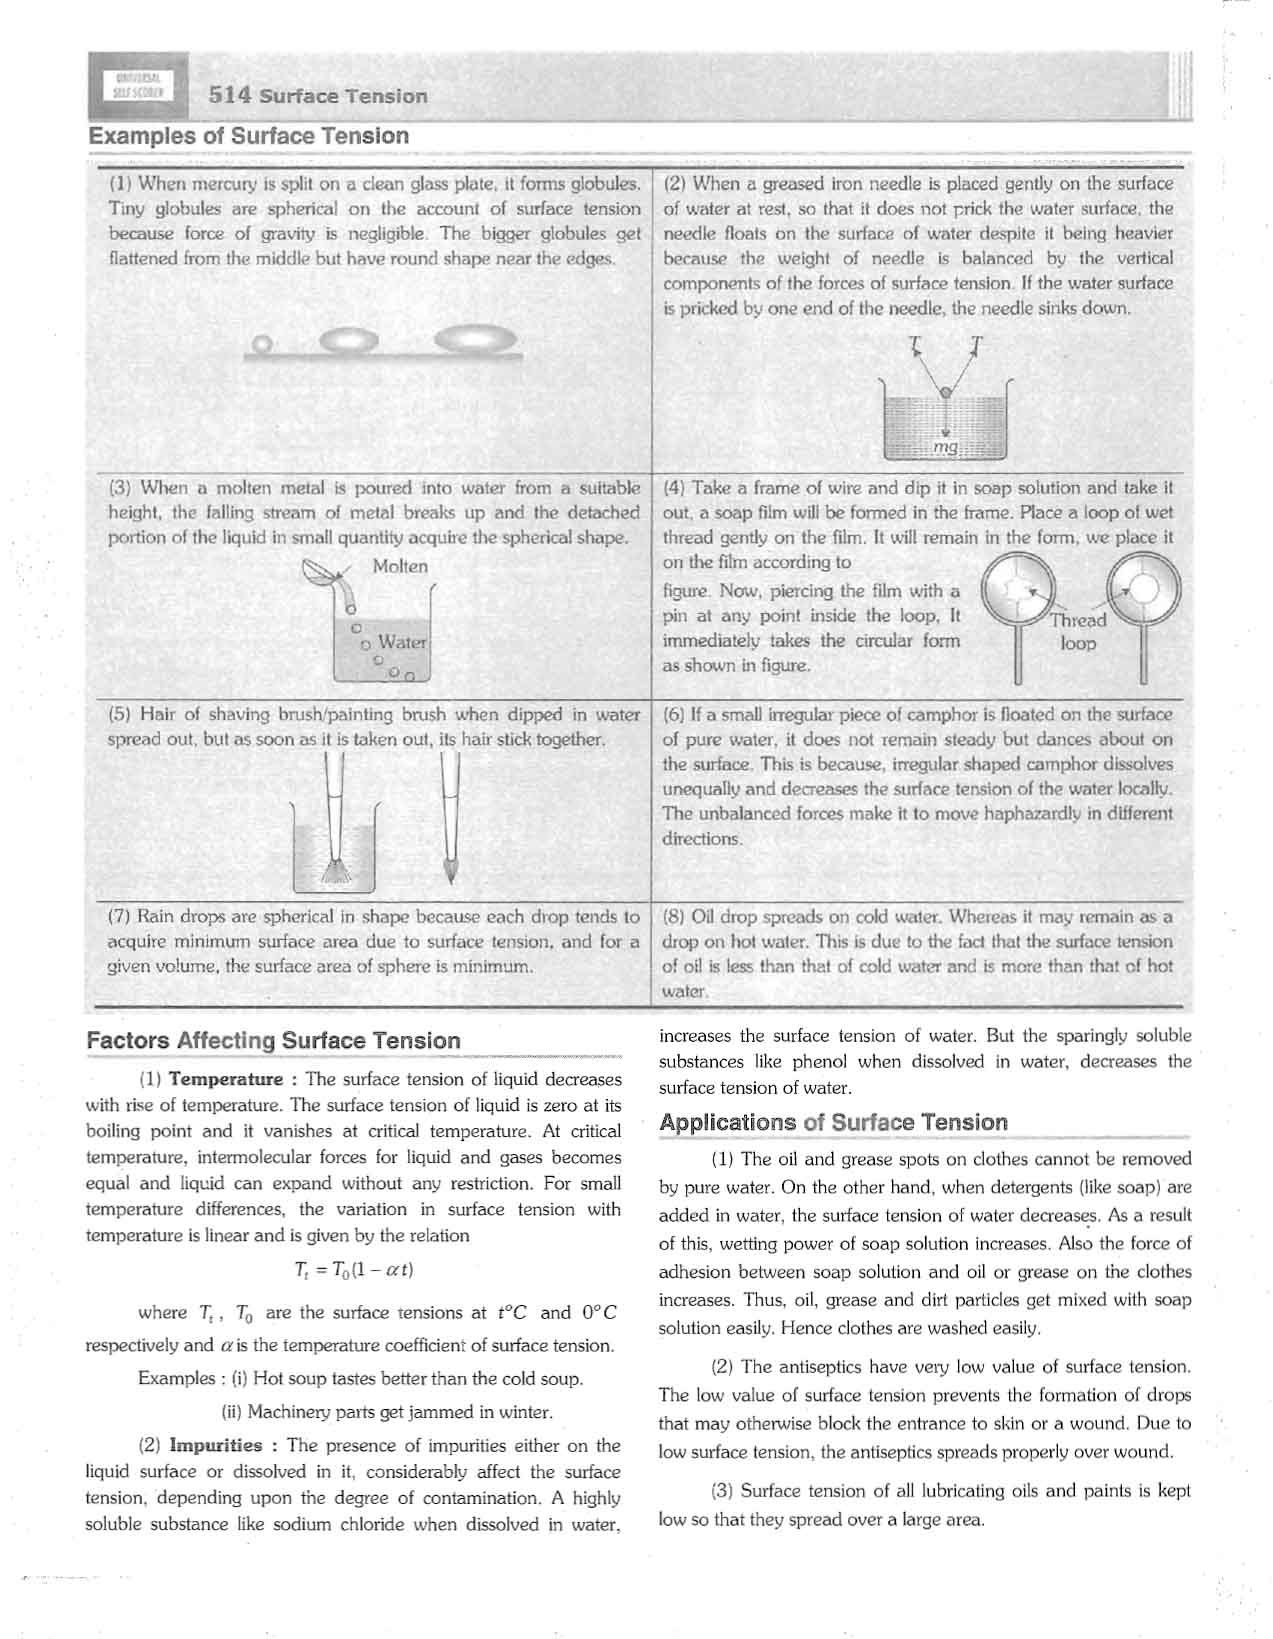 UNIVERSAL
SELF SCORER
514 Surface Tension
Examples of Surface Tension
(1) When mercury is split on a clean glass plate, it forms globules.
Tiny globules are spherical on the account of surface tension
because force of gravity is negligible. The bigger globules get
flattened from the middle but have round shape near the edges.
(2) When a greased iron needle is placed gently on the surface
of water at rest, so that it does not prick the water surface, the
needle floats on the surface of water despite it being heavier
because the weight of needle is balanced by the vertical
components of the forces of surface tension. If the water surface
is pricked by one end of the needle, the needle sinks down.
T T
mg
(3) When a molten metal is poured into water from a suitable
height, the falling stream of metal breaks up and the detached
portion of the liquid in small quantity acquire the spherical shape.
Molten
Water
(4) Take a frame of wire and dip it in soap solution and take it
out, a soap film will be formed in the frame. Place a loop of wet
thread gently on the film. It will remain in the form, we place it
on the film according to
figure. Now, piercing the film with a
pin at any point inside the loop, It
immediately takes the circular form
as shown in figure.
Thread
loop
(5) Hair of shaving brush/painting brush when dipped in water
spread out, but as soon as it is taken out, its hair stick together.
(6) If a small irregular piece of camphor is floated on the surface
of pure water, it does not remain steady but dances about on
the surface. This is because, irregular shaped camphor dissolves
unequally and decreases the surface tension of the water locally.
The unbalanced forces make it to move haphazardly in different
directions.
(7) Rain drops are spherical in shape because each drop tends to
acquire minimum surface area due to surface tension, and for a
given volume, the surface area of sphere is minimum.
(8) Oil drop spreads on cold water. Whereas it may remain as a
drop on hot water. This is due to the fact that the surface tension
of oil is less than that of cold water and is more than that of hot
water.
Factors Affecting Surface Tension
(1) Temperature : The surface tension of liquid decreases
with rise of temperature. The surface tension of liquid is zero at its
boiling point and it vanishes at critical temperature. At critical
temperature, intermolecular forces for liquid and gases becomes
equal and liquid can expand without any restriction. For small
temperature differences, the variation in surface tension with
temperature is linear and is given by the relation
Tₜ = T₀(1 – αt)
where Tₜ , T₀ are the surface tensions at t°C and 0°C
respectively and α is the temperature coefficient of surface tension.
Examples : (i) Hot soup tastes better than the cold soup.
(ii) Machinery parts get jammed in winter.
(2) Impurities : The presence of impurities either on the
liquid surface or dissolved in it, considerably affect the surface
tension, depending upon the degree of contamination. A highly
soluble substance like sodium chloride when dissolved in water,
increases the surface tension of water. But the sparingly soluble
substances like phenol when dissolved in water, decreases the
surface tension of water.
Applications of Surface Tension
(1) The oil and grease spots on clothes cannot be removed
by pure water. On the other hand, when detergents (like soap) are
added in water, the surface tension of water decreases. As a result
of this, wetting power of soap solution increases. Also the force of
adhesion between soap solution and oil or grease on the clothes
increases. Thus, oil, grease and dirt particles get mixed with soap
solution easily. Hence clothes are washed easily.
(2) The antiseptics have very low value of surface tension.
The low value of surface tension prevents the formation of drops
that may otherwise block the entrance to skin or a wound. Due to
low surface tension, the antiseptics spreads properly over wound.
(3) Surface tension of all lubricating oils and paints is kept
low so that they spread over a large area.